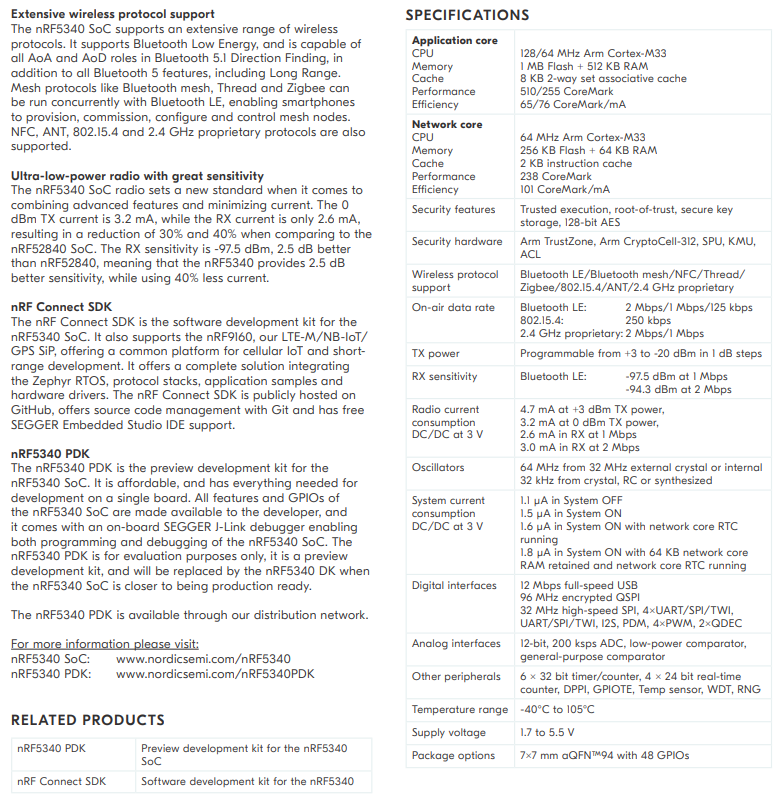 Extensive wireless protocol support
The nRF5340 SoC supports an extensive range of wireless
protocols. It supports Bluetooth Low Energy, and is capable of
all AoA and AoD roles in Bluetooth 5.1 Direction Finding, in
addition to all Bluetooth 5 features, including Long Range.
Mesh protocols like Bluetooth mesh, Thread and Zigbee can
be run concurrently with Bluetooth LE, enabling smartphones
to provision, commission, configure and control mesh nodes.
NFC, ANT, 802.15.4 and 2.4 GHz proprietary protocols are also
supported.
Ultra-low-power radio with great sensitivity
The nRF5340 SoC radio sets a new standard when it comes to
combining advanced features and minimizing current. The 0
dBm TX current is 3.2 mA, while the RX current is only 2.6 mA,
resulting in a reduction of 30% and 40% when comparing to the
nRF52840 SoC. The RX sensitivity is -97.5 dBm, 2.5 dB better
than nRF52840, meaning that the nRF5340 provides 2.5 dB
better sensitivity, while using 40% less current.
nRF Connect SDK
The nRF Connect SDK is the software development kit for the
nRF5340 SoC. It also supports the nRF9160, our LTE-M/NB-IoT/
GPS SiP, offering a common platform for cellular IoT and short-
range development. It offers a complete solution integrating
the Zephyr RTOS, protocol stacks, application samples and
hardware drivers. The nRF Connect SDK is publicly hosted on
GitHub, offers source code management with Git and has free
SEGGER Embedded Studio IDE support.
nRF5340 PDK
The nRF5340 PDK is the preview development kit for the
nRF5340 SoC. It is affordable, and has everything needed for
development on a single board. All features and GPIOs of
the nRF5340 SoC are made available to the developer, and
it comes with an on-board SEGGER J-Link debugger enabling
both programming and debugging of the nRF5340 SoC. The
nRF5340 PDK is for evaluation purposes only, it is a preview
development kit, and will be replaced by the nRF5340 DK when
the nRF5340 SoC is closer to being production ready.
The nRF5340 PDK is available through our distribution network.
For more information please visit:
nRF5340 SoC: www.nordicsemi.com/nRF5340
nRF5340 PDK: www.nordicsemi.com/nRF5340PDK
RELATED PRODUCTS
nRF5340 PDK Preview development kit for the nRF5340
SoC
nRF Connect SDK Software development kit for the nRF5340
SPECIFICATIONS
Application core
CPU 128/64 MHz Arm Cortex-M33
Memory 1 MB Flash + 512 KB RAM
Cache 8 KB 2-way set associative cache
Performance 510/255 CoreMark
Efficiency 65/76 CoreMark/mA
Network core
CPU 64 MHz Arm Cortex-M33
Memory 256 KB Flash + 64 KB RAM
Cache 2 KB instruction cache
Performance 238 CoreMark
Efficiency 101 CoreMark/mA
Security features Trusted execution, root-of-trust, secure key
storage, 128-bit AES
Security hardware Arm TrustZone, Arm CryptoCell-312, SPU, KMU,
ACL
Wireless protocol Bluetooth LE/Bluetooth mesh/NFC/Thread/
support Zigbee/802.15.4/ANT/2.4 GHz proprietary
On-air data rate Bluetooth LE: 2 Mbps/1 Mbps/125 kbps
802.15.4: 250 kbps
2.4 GHz proprietary: 2 Mbps/1 Mbps
TX power Programmable from +3 to -20 dBm in 1 dB steps
RX sensitivity Bluetooth LE: -97.5 dBm at 1 Mbps
-94.3 dBm at 2 Mbps
Radio current 4.7 mA at +3 dBm TX power,
consumption 3.2 mA at 0 dBm TX power,
DC/DC at 3 V 2.6 mA in RX at 1 Mbps
3.0 mA in RX at 2 Mbps
Oscillators 64 MHz from 32 MHz external crystal or internal
32 kHz from crystal, RC or synthesized
System current 1.1 µA in System OFF
consumption 1.5 µA in System ON
DC/DC at 3 V 1.6 µA in System ON with network core RTC
running
1.8 µA in System ON with 64 KB network core
RAM retained and network core RTC running
Digital interfaces 12 Mbps full-speed USB
96 MHz encrypted QSPI
32 MHz high-speed SPI, 4×UART/SPI/TWI,
UART/SPI/TWI, I2S, PDM, 4×PWM, 2×QDEC
Analog interfaces 12-bit, 200 ksps ADC, low-power comparator,
general-purpose comparator
Other peripherals 6 × 32 bit timer/counter, 4 × 24 bit real-time
counter, DPPI, GPIOTE, Temp sensor, WDT, RNG
Temperature range -40°C to 105°C
Supply voltage 1.7 to 5.5 V
Package options 7×7 mm aQFN™94 with 48 GPIOs